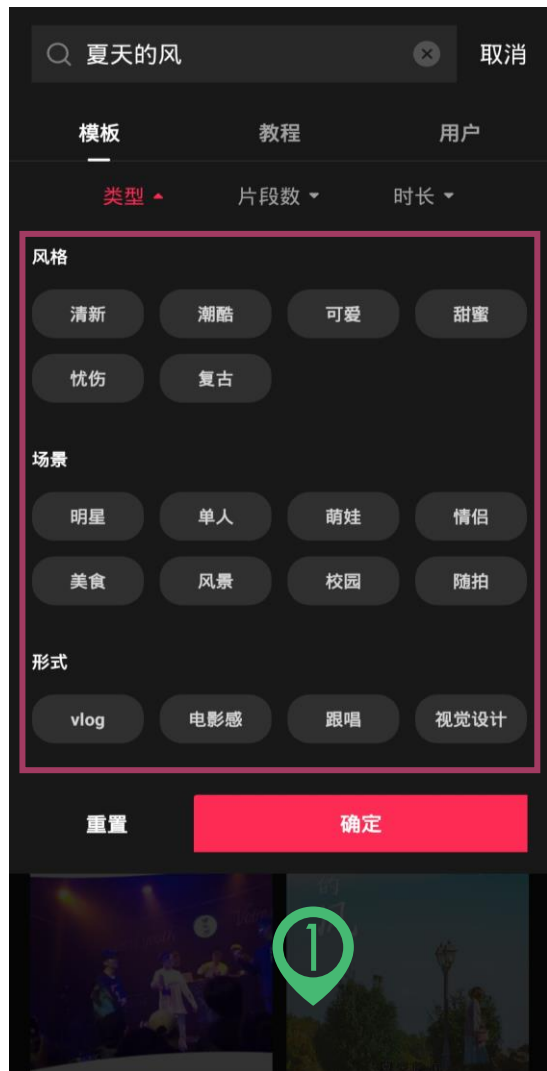 夏天的风 取消
模板 教程 用户
类型 片段数 时长
风格
清新 潮酷 可爱 甜蜜
忧伤 复古
场景
明星 单人 萌娃 情侣
美食 风景 校园 随拍
形式
vlog 电影感 跟唱 视觉设计
重置 确定
的
1